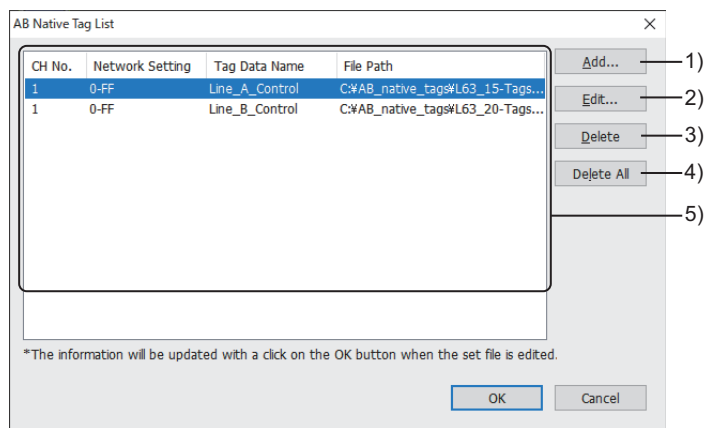 AB Native Tag List
CH No. Network Setting Tag Data Name File Path
1 0-FF Line_A_Control C:¥AB_native_tags¥L63_15-Tags...
1 0-FF Line_B_Control C:¥AB_native_tags¥L63_20-Tags...
Add... 1)
Edit... 2)
Delete 3)
Delete All 4)
5)
*The information will be updated with a click on the OK button when the set file is edited.
OK Cancel